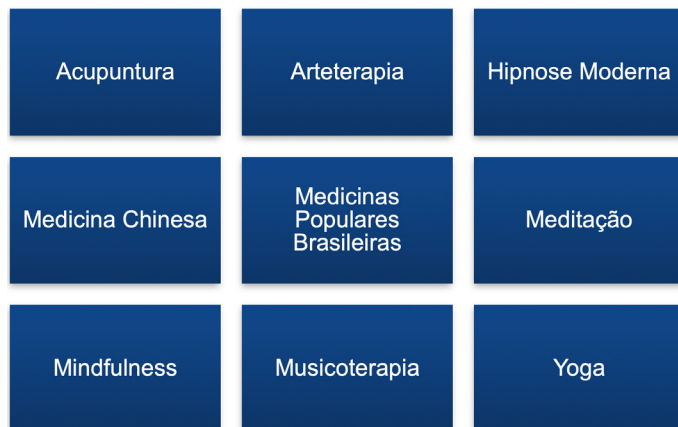 Acupuntura
Arteterapia
Hipnose Moderna
Medicina Chinesa
Medicinas
Populares
Brasileiras
Meditação
Mindfulness
Musicoterapia
Yoga